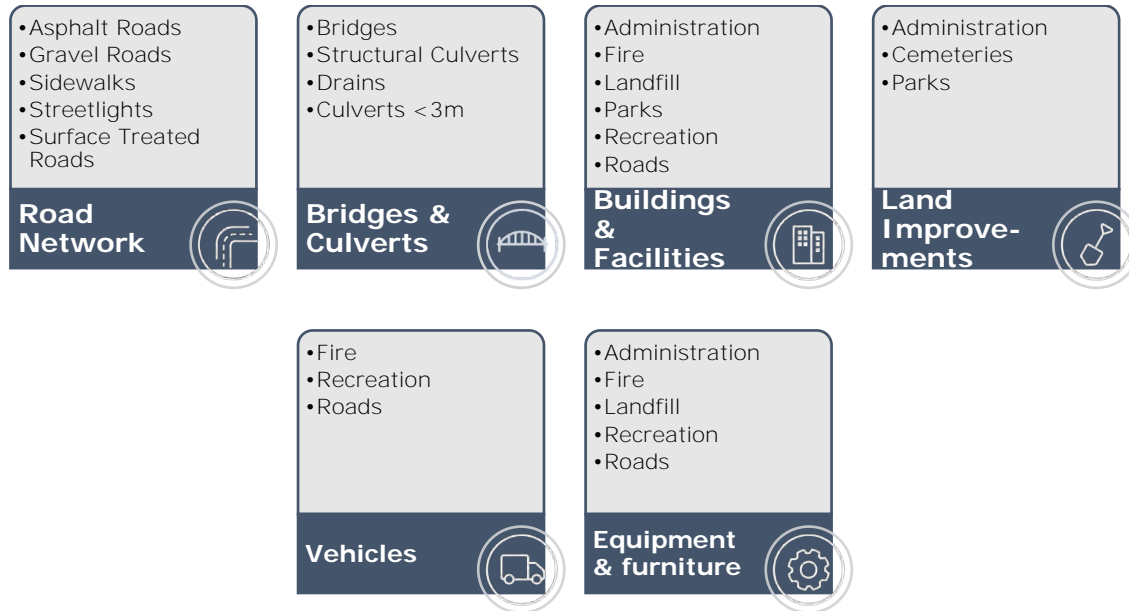 •Asphalt Roads
•Gravel Roads
•Sidewalks
•Streetlights
•Surface Treated
Roads
Road
Network
•Bridges
•Structural Culverts
•Drains
•Culverts <3m
Bridges &
Culverts
•Administration
•Fire
•Landfill
•Parks
•Recreation
•Roads
Buildings
&
Facilities
•Administration
•Cemeteries
•Parks
Land
Improve-
ments
•Fire
•Recreation
•Roads
Vehicles
•Administration
•Fire
•Landfill
•Recreation
•Roads
Equipment
& furniture